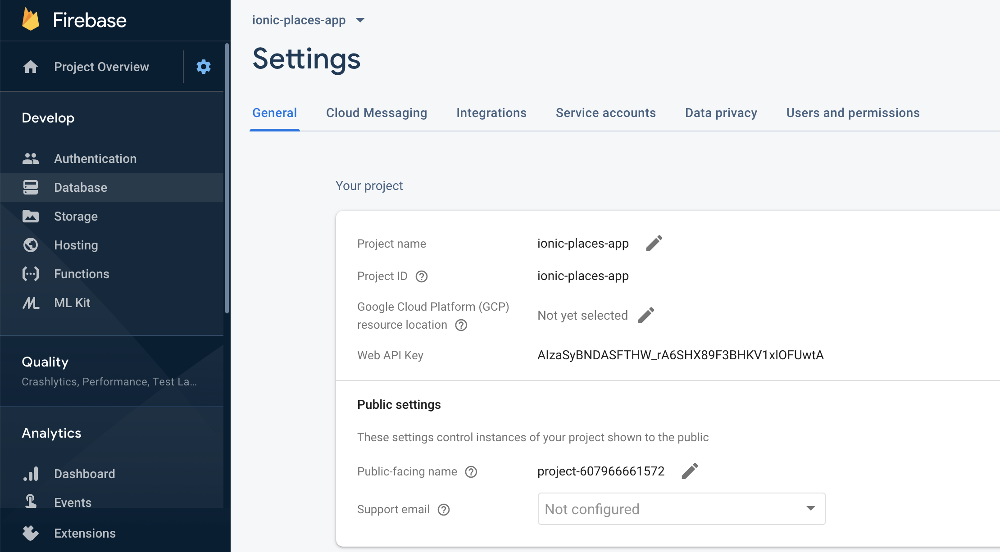 Firebase
Project Overview
Develop
Authentication
Database
Storage
Hosting
Functions
ML Kit
Quality
Crashlytics, Performance, Test La...
Analytics
Dashboard
Events
Extensions
ionic-places-app
Settings
General Cloud Messaging Integrations Service accounts Data privacy Users and permissions
Your project
Project name ionic-places-app
Project ID ionic-places-app
Google Cloud Platform (GCP)
resource location Not yet selected
Web API Key AIzaSyBNDASFTHW_rA6SHX89F3BHKV1xlOFUwtA
Public settings
These settings control instances of your project shown to the public
Public-facing name project-607966661572
Support email Not configured